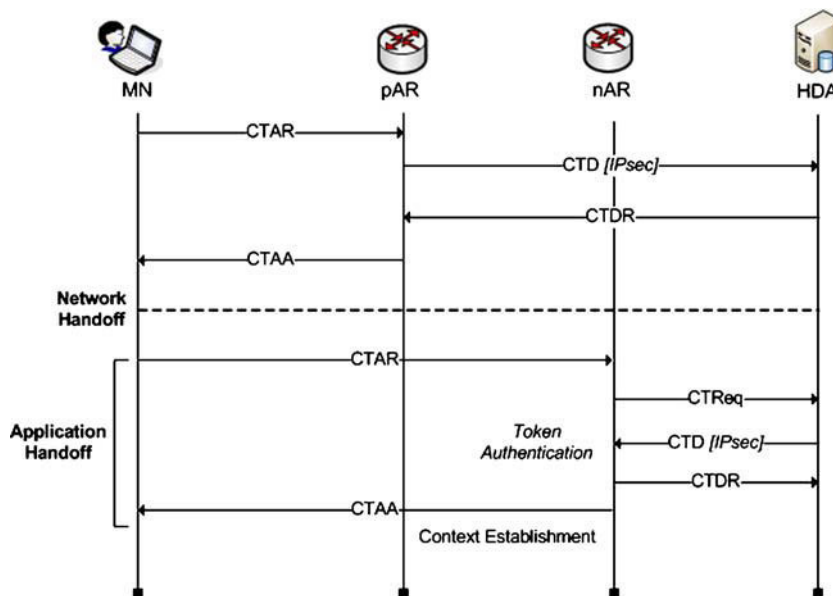 MN
pAR
nAR
HDA
CTAR
CTD [IPsec]
CTDR
CTAA
Network
Handoff
CTAR
CTReq
Application
Handoff
Token
Authentication
CTD [IPsec]
CTDR
CTAA
Context Establishment